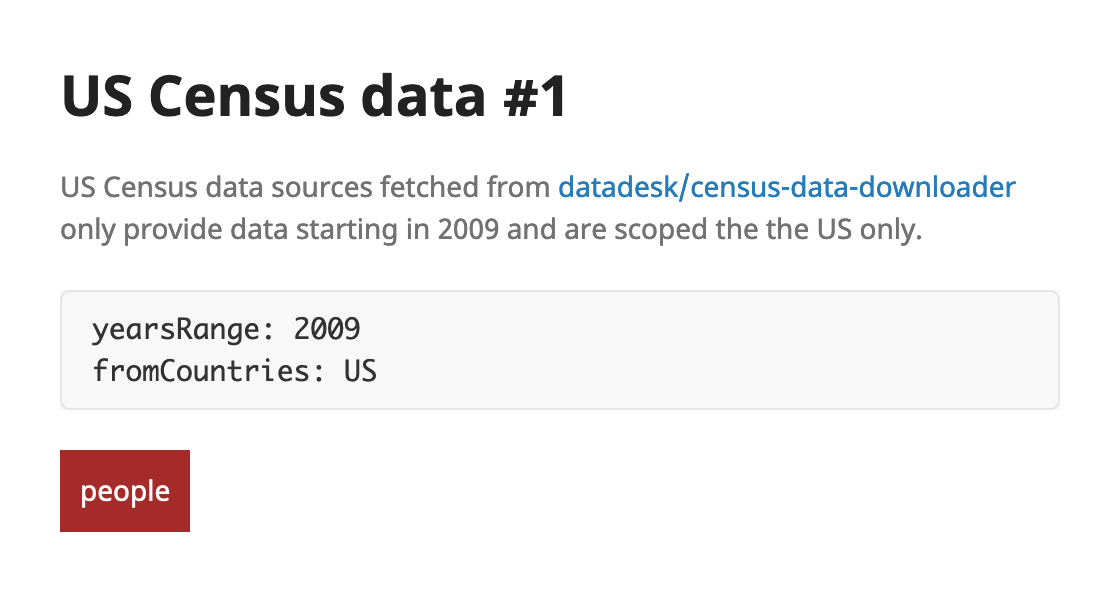 US Census data #1
US Census data sources fetched from datadesk/census-data-downloader
only provide data starting in 2009 and are scoped the the US only.
yearsRange: 2009
fromCountries: US
people